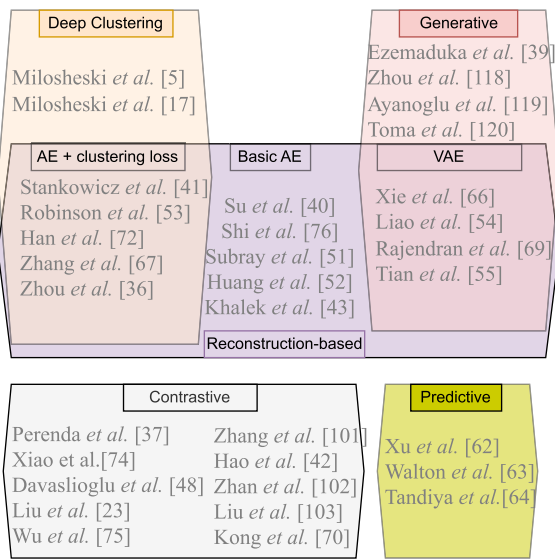 Deep Clustering
Milosheski et al. [5]
Milosheski et al. [17]
Generative
Ezemaduka et al. [39]
Zhou et al. [118]
Ayanoglu et al. [119]
Toma et al. [120]
AE + clustering loss
Stankowicz et al. [41]
Robinson et al. [53]
Han et al. [72]
Zhang et al. [67]
Zhou et al. [36]
Basic AE
Su et al. [40]
Shi et al. [76]
Subray et al. [51]
Huang et al. [52]
Khalek et al. [43]
VAE
Xie et al. [66]
Liao et al. [54]
Rajendran et al. [69]
Tian et al. [55]
Reconstruction-based
Contrastive
Perenda et al. [37]
Xiao et al.[74]
Davaslioglu et al. [48]
Liu et al. [23]
Wu et al. [75]
Zhang et al. [101]
Hao et al. [42]
Zhan et al. [102]
Liu et al. [103]
Kong et al. [70]
Predictive
Xu et al. [62]
Walton et al. [63]
Tandiya et al.[64]